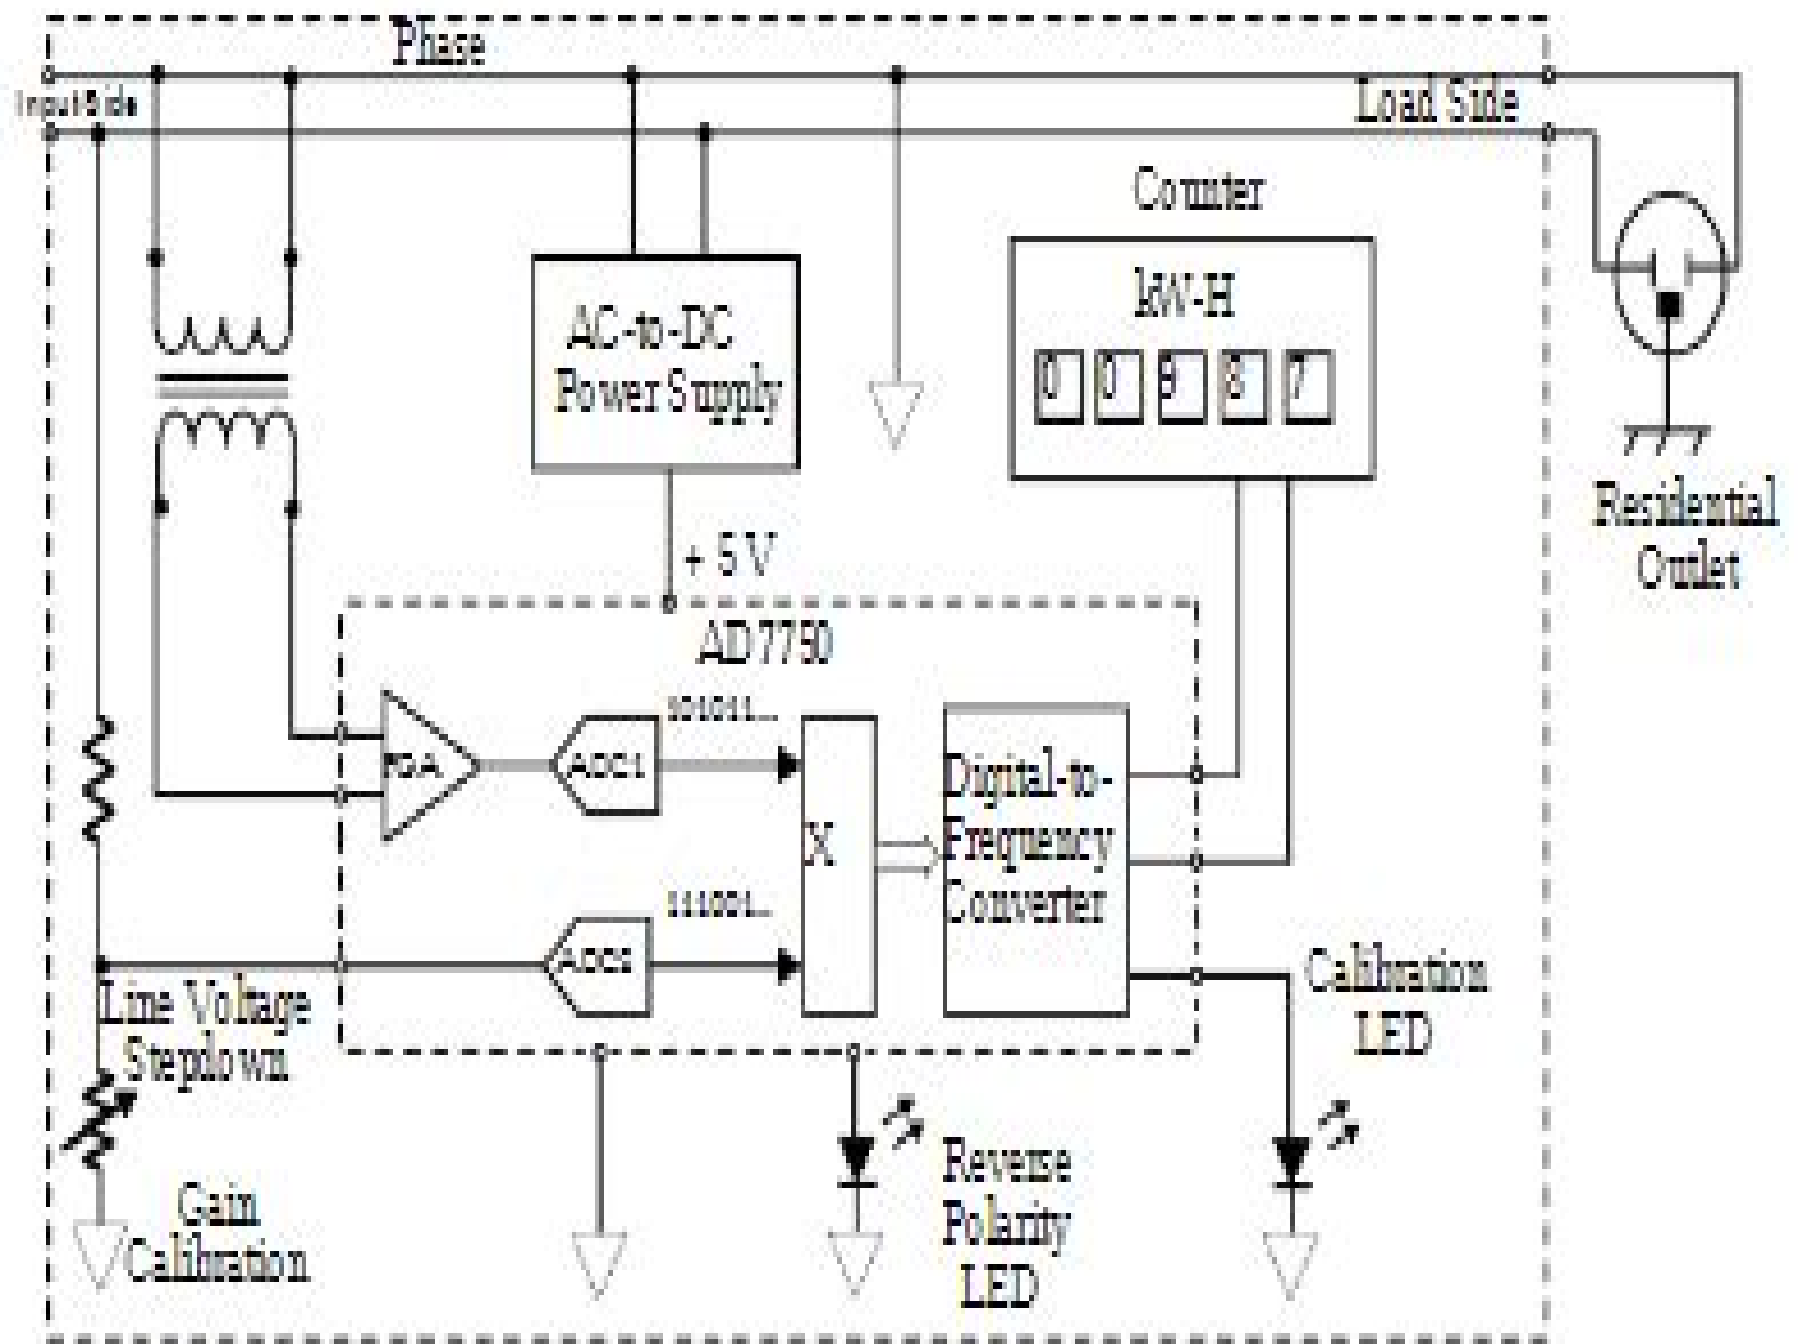 Phase
Input Side
Load Side
Counter
kW-H
0 0 9 8 7
AC-to-DC
Power Supply
Residential
Outlet
+ 5 V
AD7750
PGA
ADC1
101011...
X
Digital-to-
Frequency
Converter
111001...
ADC2
Line Voltage
Stepdown
Calibration
LED
Gain
Calibration
Reverse
Polarity
LED